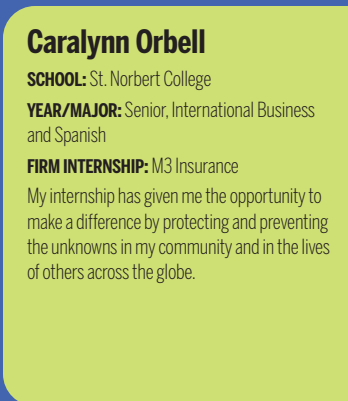 Caralynn Orbell
SCHOOL: St. Norbert College
YEAR/MAJOR: Senior, International Business
and Spanish
FIRM INTERNSHIP: M3 Insurance
My internship has given me the opportunity to
make a difference by protecting and preventing
the unknowns in my community and in the lives
of others across the globe.